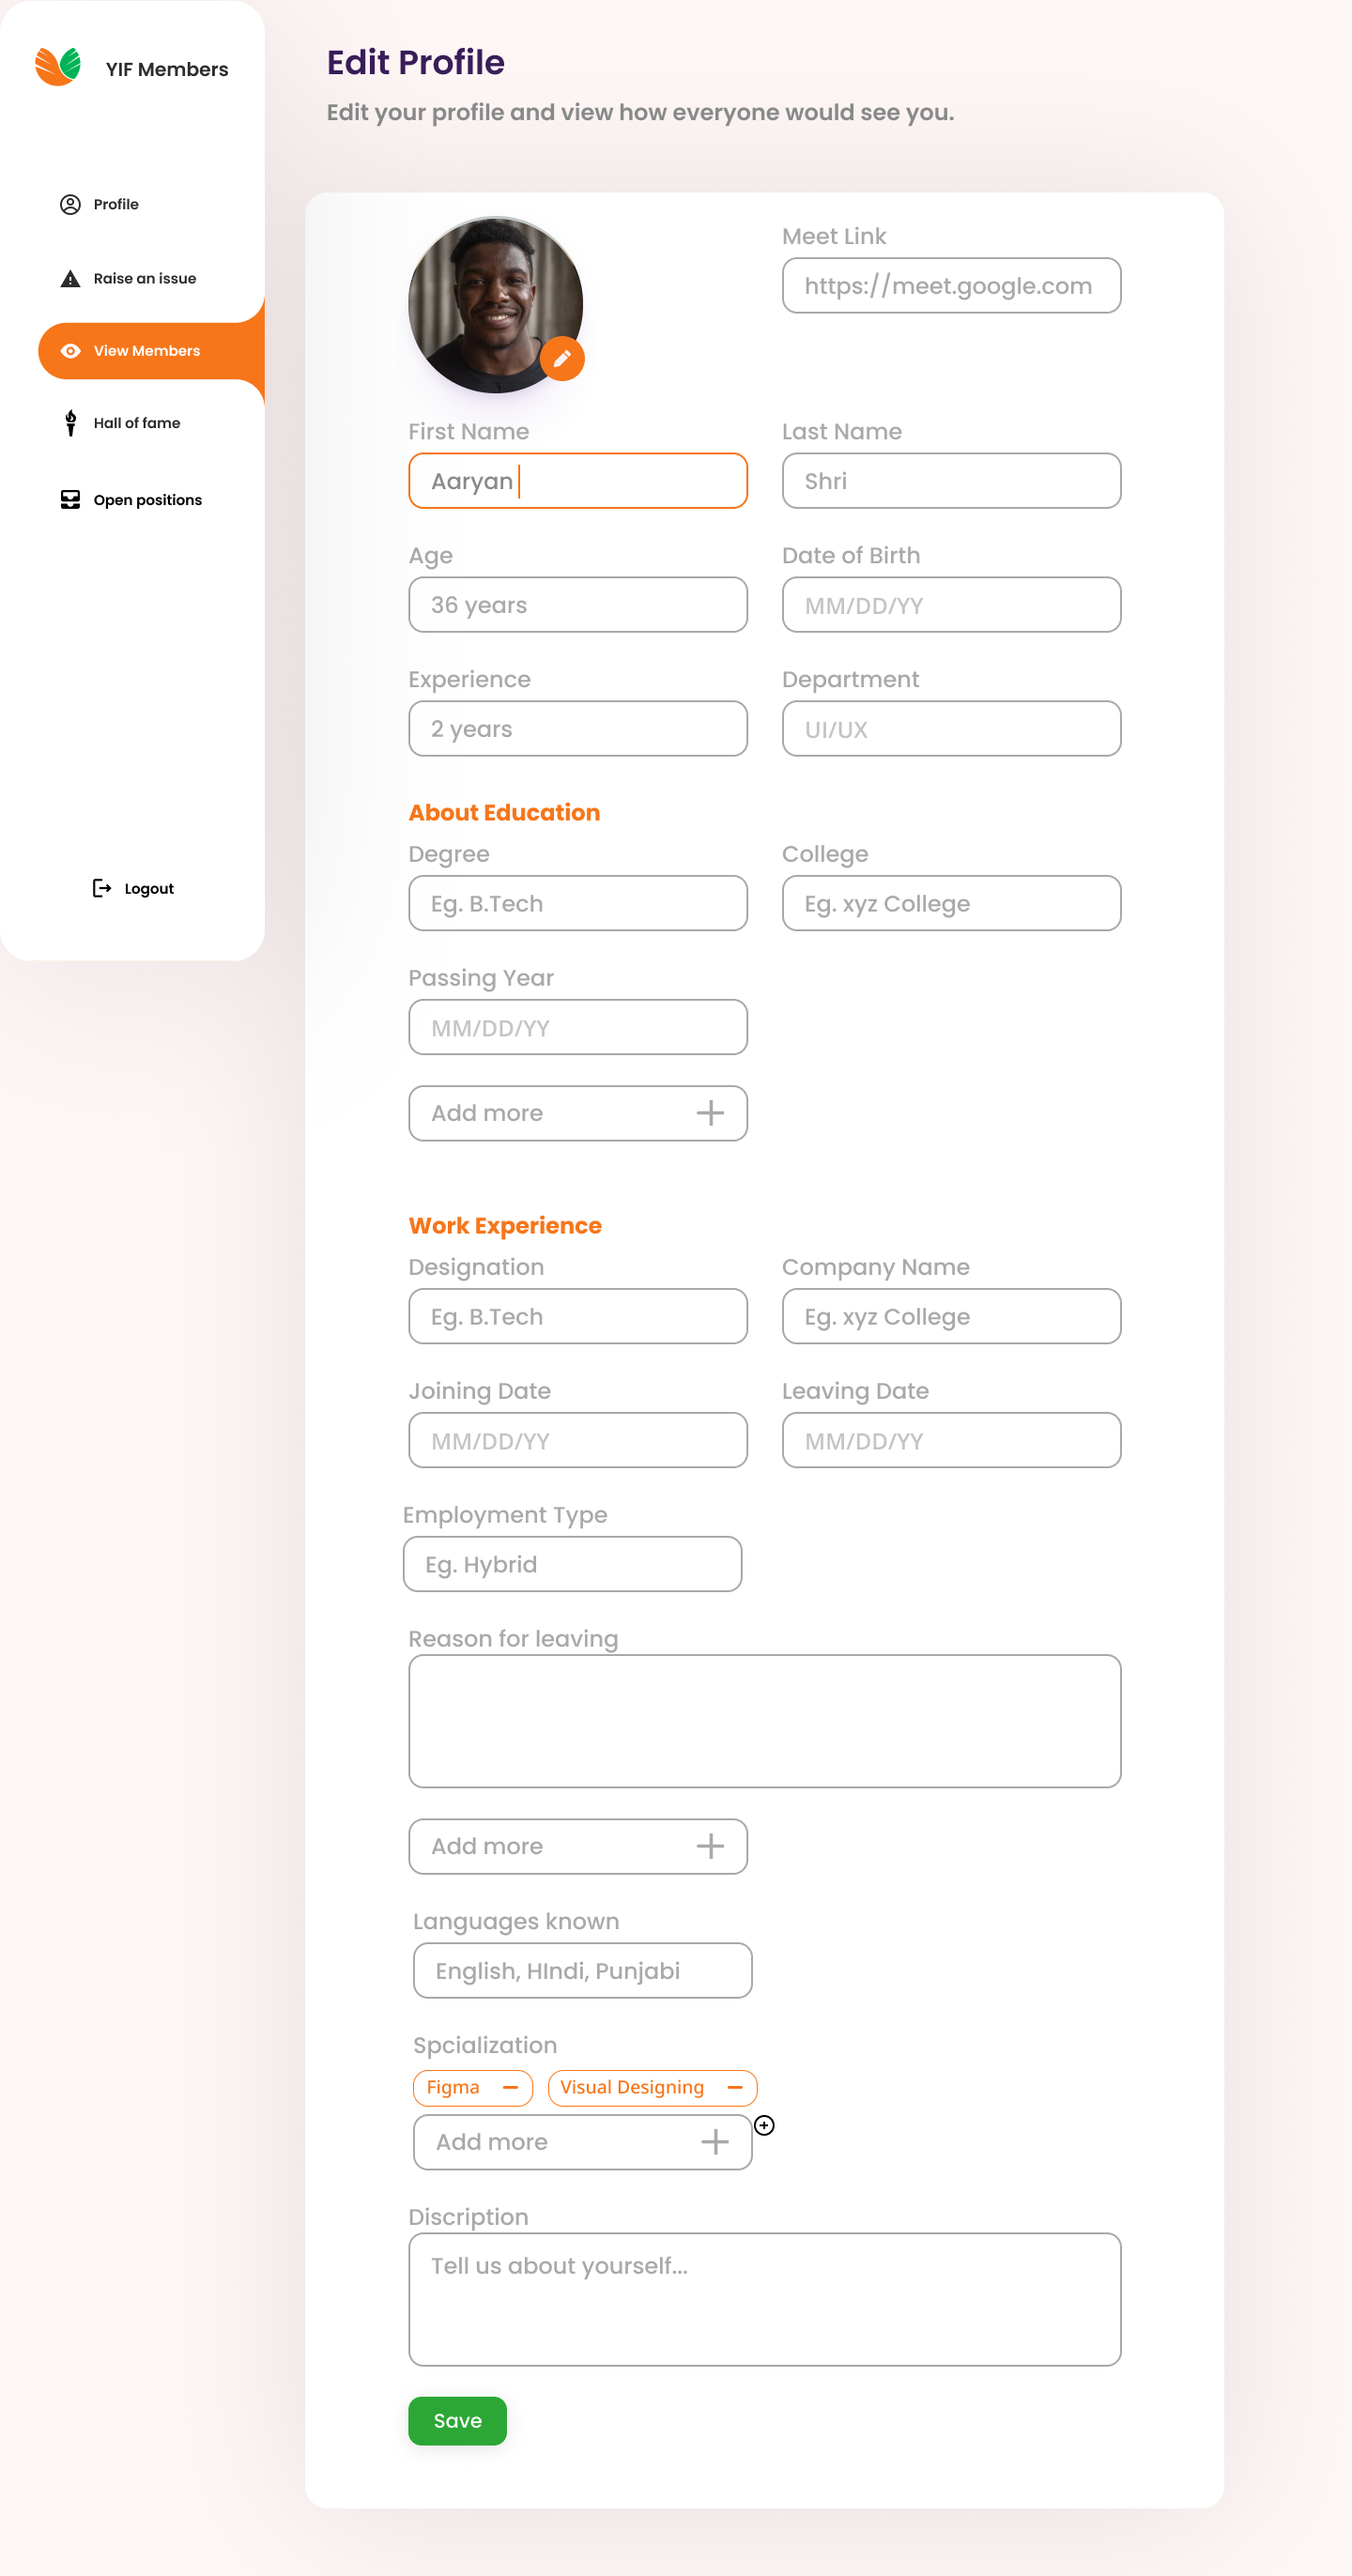 YIF Members
Profile
Raise an issue
View Members
Hall of fame
Open positions
Logout
Edit Profile
Edit your profile and view how everyone would see you.
Meet Link
https://meet.google.com
First Name
Last Name
Aaryan
Shri
Age
Date of Birth
36 years
MM/DD/YY
Experience
Department
2 years
UI/UX
About Education
Degree
College
Eg. B.Tech
Eg. xyz College
Passing Year
MM/DD/YY
Add more
Work Experience
Designation
Company Name
Eg. B.Tech
Eg. xyz College
Joining Date
Leaving Date
MM/DD/YY
MM/DD/YY
Employment Type
Eg. Hybrid
Reason for leaving
Add more
Languages known
English, HIndi, Punjabi
Spcialization
Figma
Visual Designing
Add more
Discription
Tell us about yourself...
Save